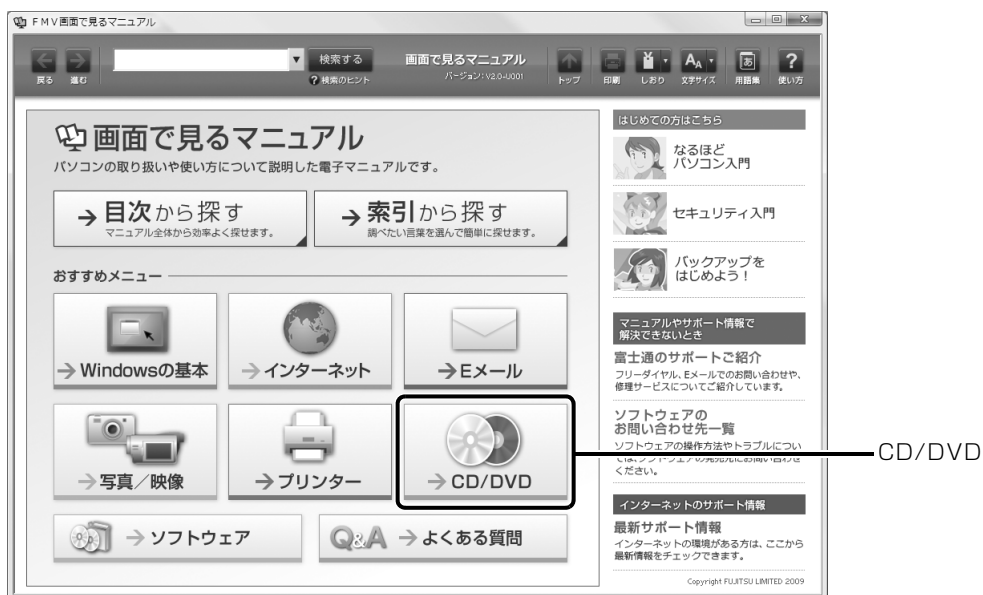 FMV画面で見るマニュアル
検索する
画面で見るマニュアル
戻る
進む
?検索のヒント
バージョン:V2.0-U001
トップ
印刷
しおり
文字サイズ
用語集
使い方
画面で見るマニュアル
パソコンの取り扱いや使い方について説明した電子マニュアルです。
→目次から探す
マニュアル全体から効率よく探せます。
→索引から探す
調べたい言葉を選んで簡単に探せます。
おすすめメニュー
→Windowsの基本
→インターネット
→Eメール
→写真/映像
→プリンター
→CD/DVD
→ソフトウェア
Q&A→よくある質問
はじめての方はこちら
なるほど
パソコン入門
セキュリティ入門
バックアップを
はじめよう!
マニュアルやサポート情報で
解決できないとき
富士通のサポートご紹介
フリーダイヤル、Eメールでのお問い合わせや、
修理サービスについてご紹介しています。
ソフトウェアの
お問い合わせ先一覧
ソフトウェアの操作方法やトラブルについ
ては、ソフトウェアの発売元にお問い合わせ
ください。
インターネットのサポート情報
最新サポート情報
インターネットの環境がある方は、ここから
最新情報をチェックできます。
Copyright FUJITSU LIMITED 2009
CD/DVD